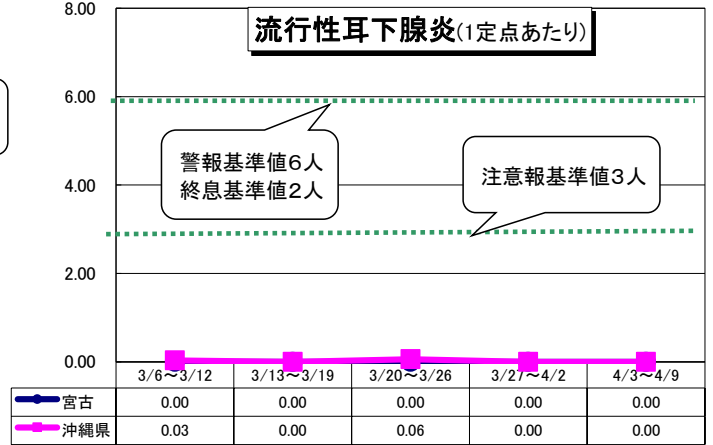 流行性耳下腺炎(1定点あたり)
8.00
6.00
警報基準値6人
終息基準値2人
注意報基準値3人
4.00
2.00
0.00
3/6～3/12 3/13～3/19 3/20～3/26 3/27～4/2 4/3～4/9
宮古 0.00 0.00 0.00 0.00 0.00
沖縄県 0.03 0.00 0.06 0.00 0.00